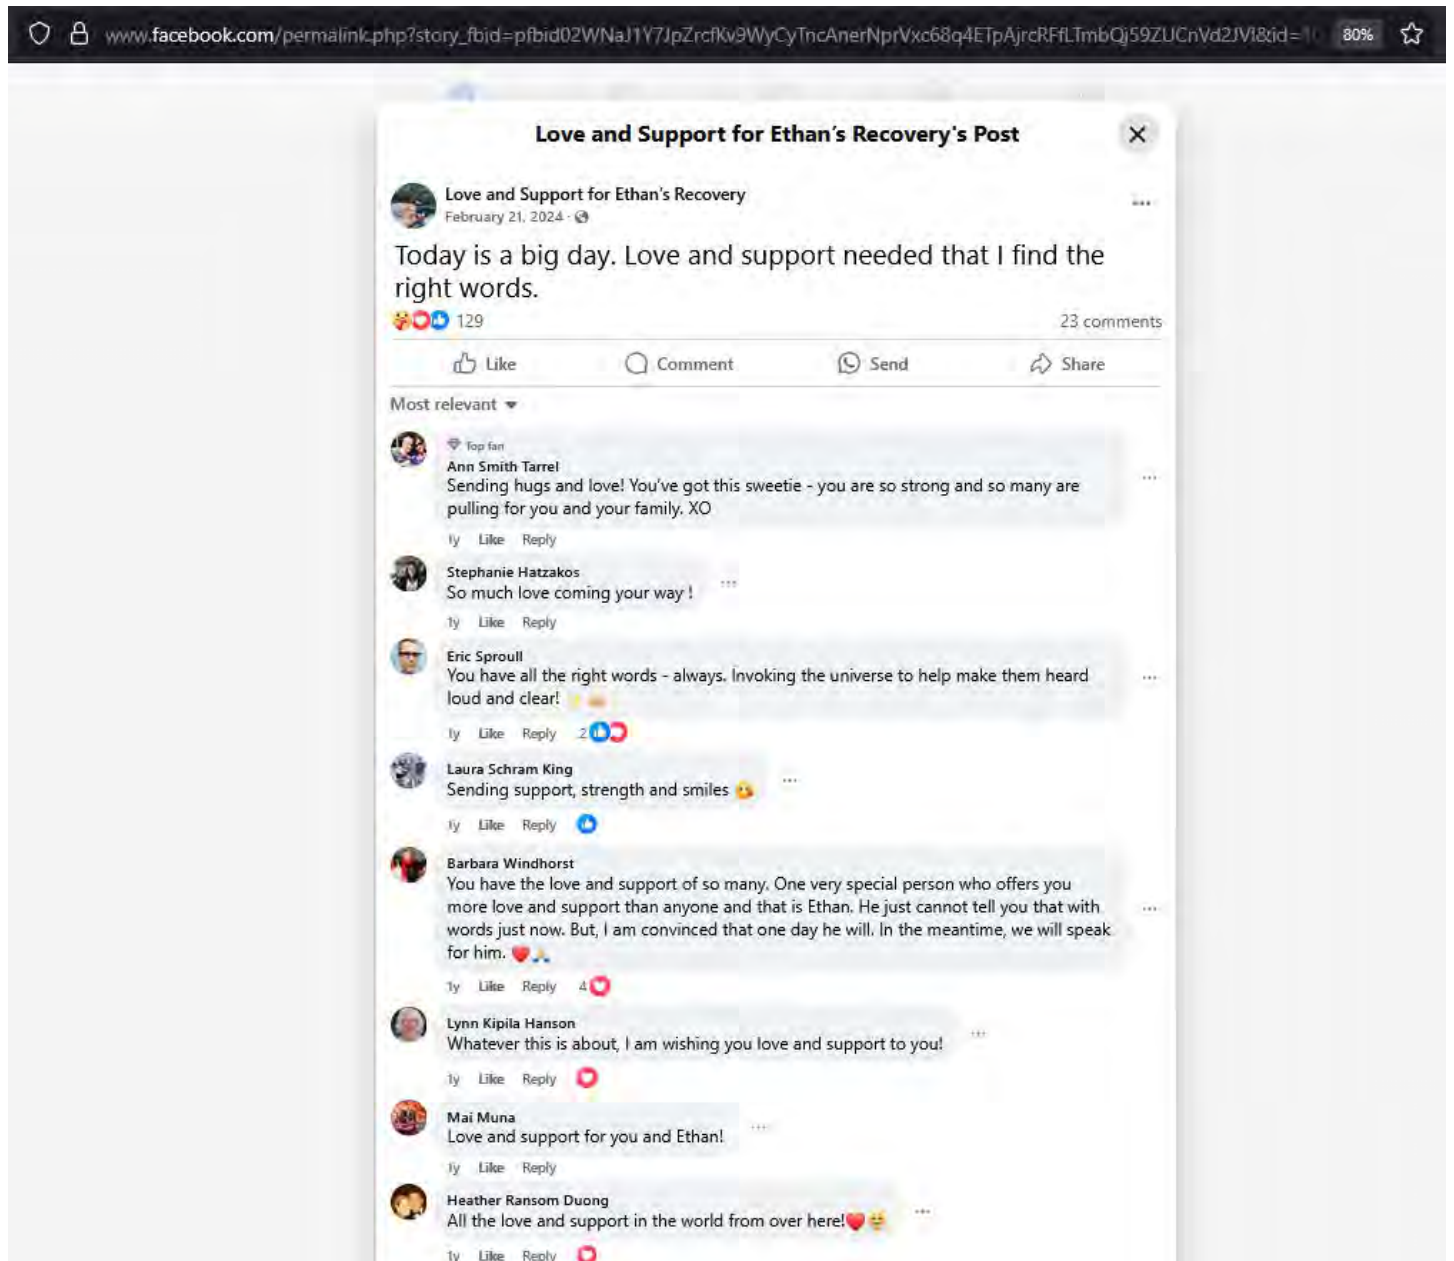 www.facebook.com/permalink.php?story_fbid=pfbid02WNaJ1Y7JpZrcfKv9WyCyTncAnerNprVxc68q4ETpAjrcRFfLTmbQj59ZUCnVd2JVl&id=
80%
Love and Support for Ethan's Recovery's Post
Love and Support for Ethan's Recovery
February 21, 2024 ·
Today is a big day. Love and support needed that I find the
right words.
129
23 comments
Like Comment Send Share
Most relevant
Top fan
Ann Smith Tarrel
Sending hugs and love! You've got this sweetie - you are so strong and so many are
pulling for you and your family. XO
1y Like Reply
Stephanie Hatzakos
So much love coming your way !
1y Like Reply
Eric Sproull
You have all the right words - always. Invoking the universe to help make them heard
loud and clear!
1y Like Reply 2
Laura Schram King
Sending support, strength and smiles
1y Like Reply
Barbara Windhorst
You have the love and support of so many. One very special person who offers you
more love and support than anyone and that is Ethan. He just cannot tell you that with
words just now. But, I am convinced that one day he will. In the meantime, we will speak
for him.
1y Like Reply 4
Lynn Kipila Hanson
Whatever this is about, I am wishing you love and support to you!
1y Like Reply
Mai Muna
Love and support for you and Ethan!
1y Like Reply
Heather Ransom Duong
All the love and support in the world from over here!
1y Like Reply